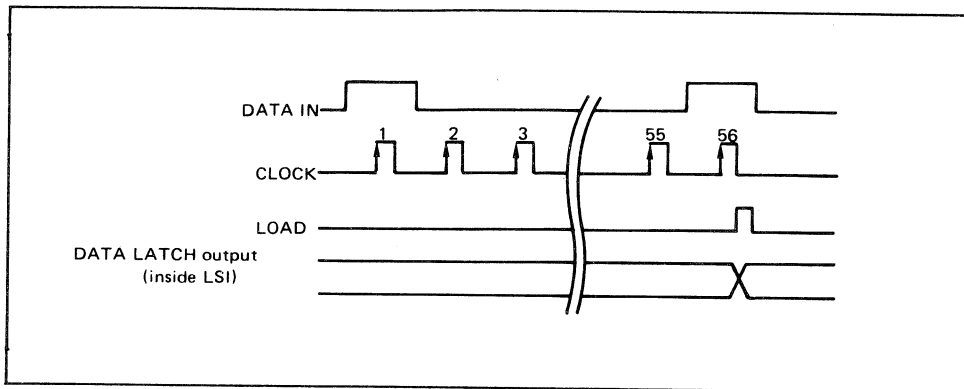 DATA IN
1 2 3 55 56
CLOCK
LOAD
DATA LATCH output
(inside LSI)